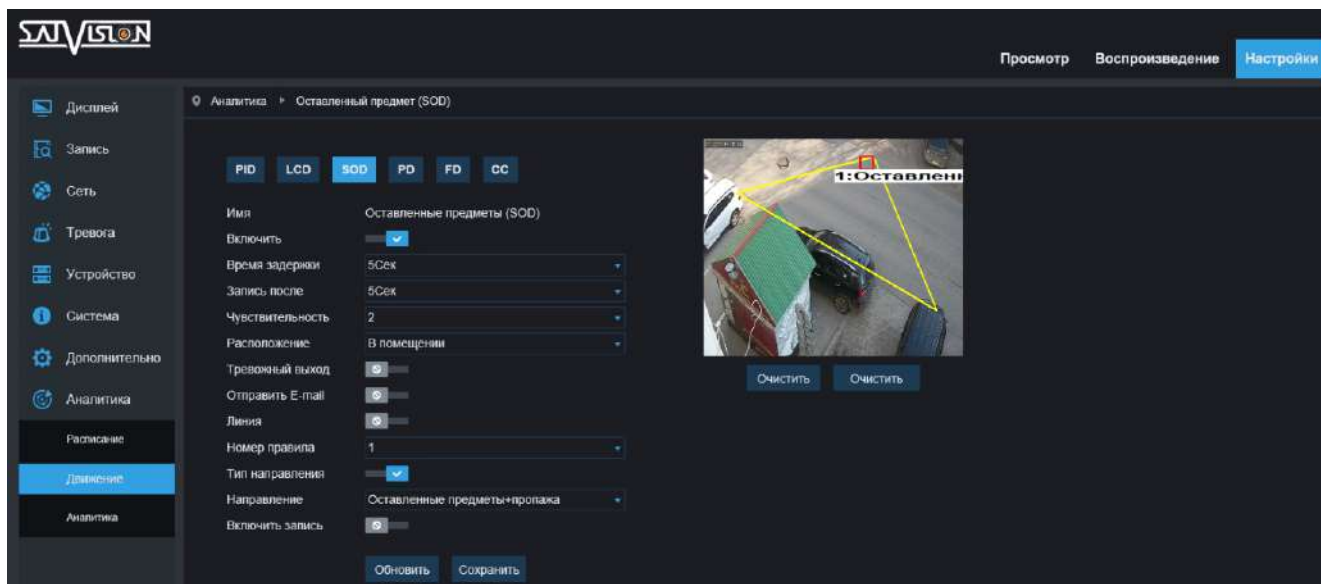 SATVISION
Просмотр Воспроизведение Настройки
Дисплей
Запись
Сеть
Тревога
Устройство
Система
Дополнительно
Аналитика
Расписание
Движение
Аналитика
Аналитика Оставленный предмет (SOD)
PID LCD SOD PD FD CC
Имя Оставленные предметы (SOD)
Включить
Время задержки 5Сек
Запись после 5Сек
Чувствительность 2
Расположение В помещении
Тревожный выход
Отправить E-mail
Линия
Номер правила 1
Тип направления
Направление Оставленные предметы+пропажа
Включить запись
Обновить Сохранить
1:Оставлен
Очистить Очистить